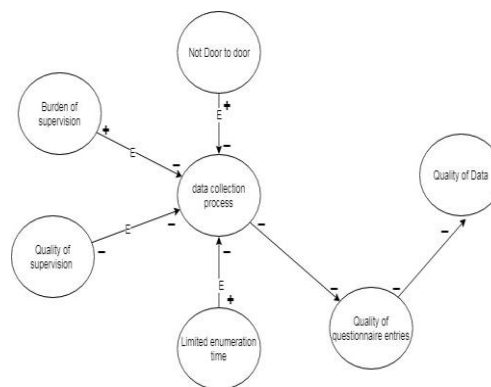 Not Door to door
+
E
-
Burden of
supervision
+
E
-
data collection
process
Quality of Data
-
Quality of
supervision
-
E
-
-
E
+
Limited enumeration
time
-
-
-
Quality of
questionnaire entries